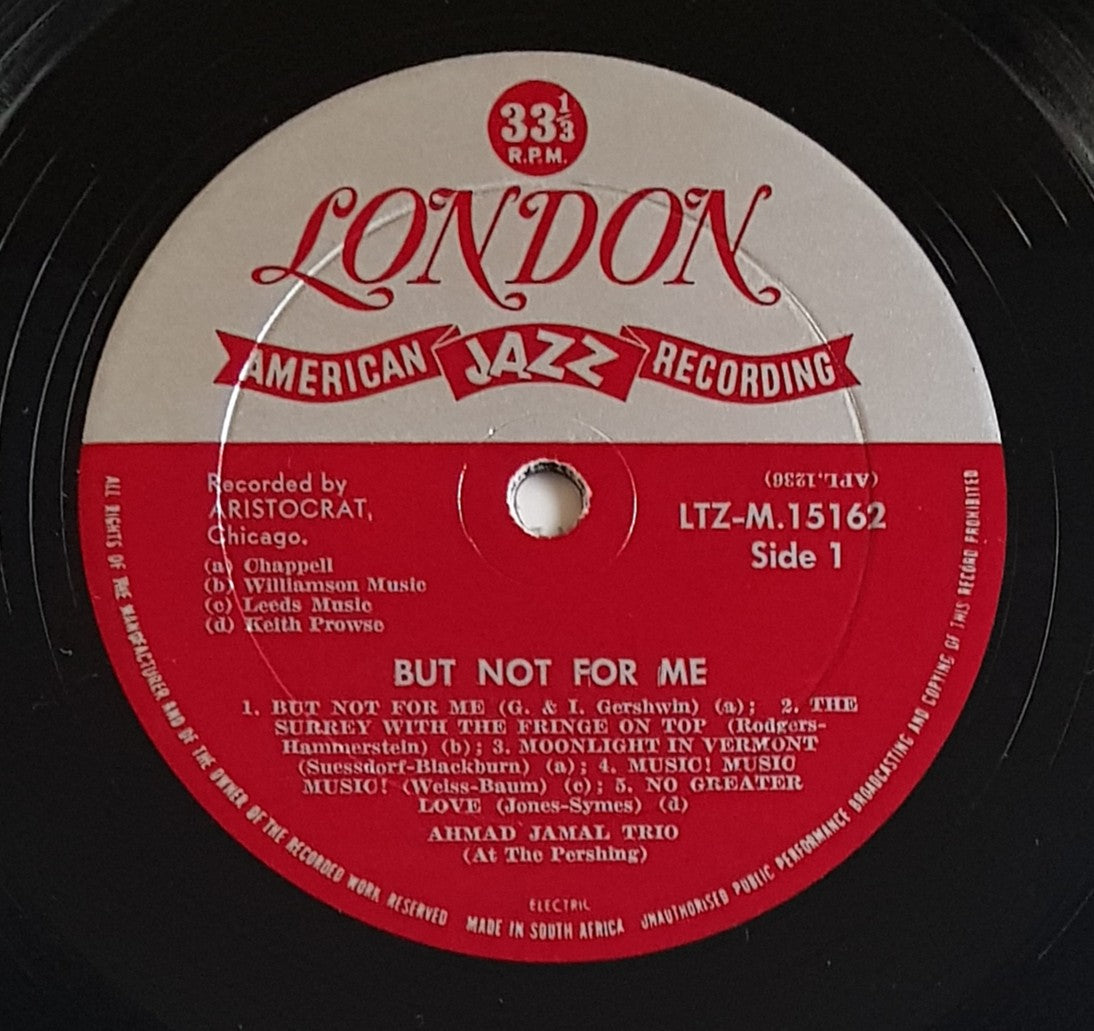 33 1/3
R.P.M.
LONDON
AMERICAN JAZZ RECORDING
Recorded by
ARISTOCRAT,
Chicago.
(a) Chappell
(b) Williamson Music
(c) Leeds Music
(d) Keith Prowse
(APL.1236)
LTZ-M.15162
Side 1
BUT NOT FOR ME
1. BUT NOT FOR ME (G. & I. Gershwin) (a); 2. THE
SURREY WITH THE FRINGE ON TOP (Rodgers-
Hammerstein) (b); 3. MOONLIGHT IN VERMONT
(Suessdorf-Blackburn) (a); 4. MUSIC! MUSIC
MUSIC! (Weiss-Baum) (c); 5. NO GREATER
LOVE (Jones-Symes) (d)
AHMAD JAMAL TRIO
(At The Pershing)
ELECTRIC
ALL RIGHTS OF THE MANUFACTURER AND OF THE OWNER OF THE RECORDED WORK RESERVED MADE IN SOUTH AFRICA UNAUTHORISED PUBLIC PERFORMANCE BROADCASTING AND COPYING OF THIS RECORD PROHIBITED